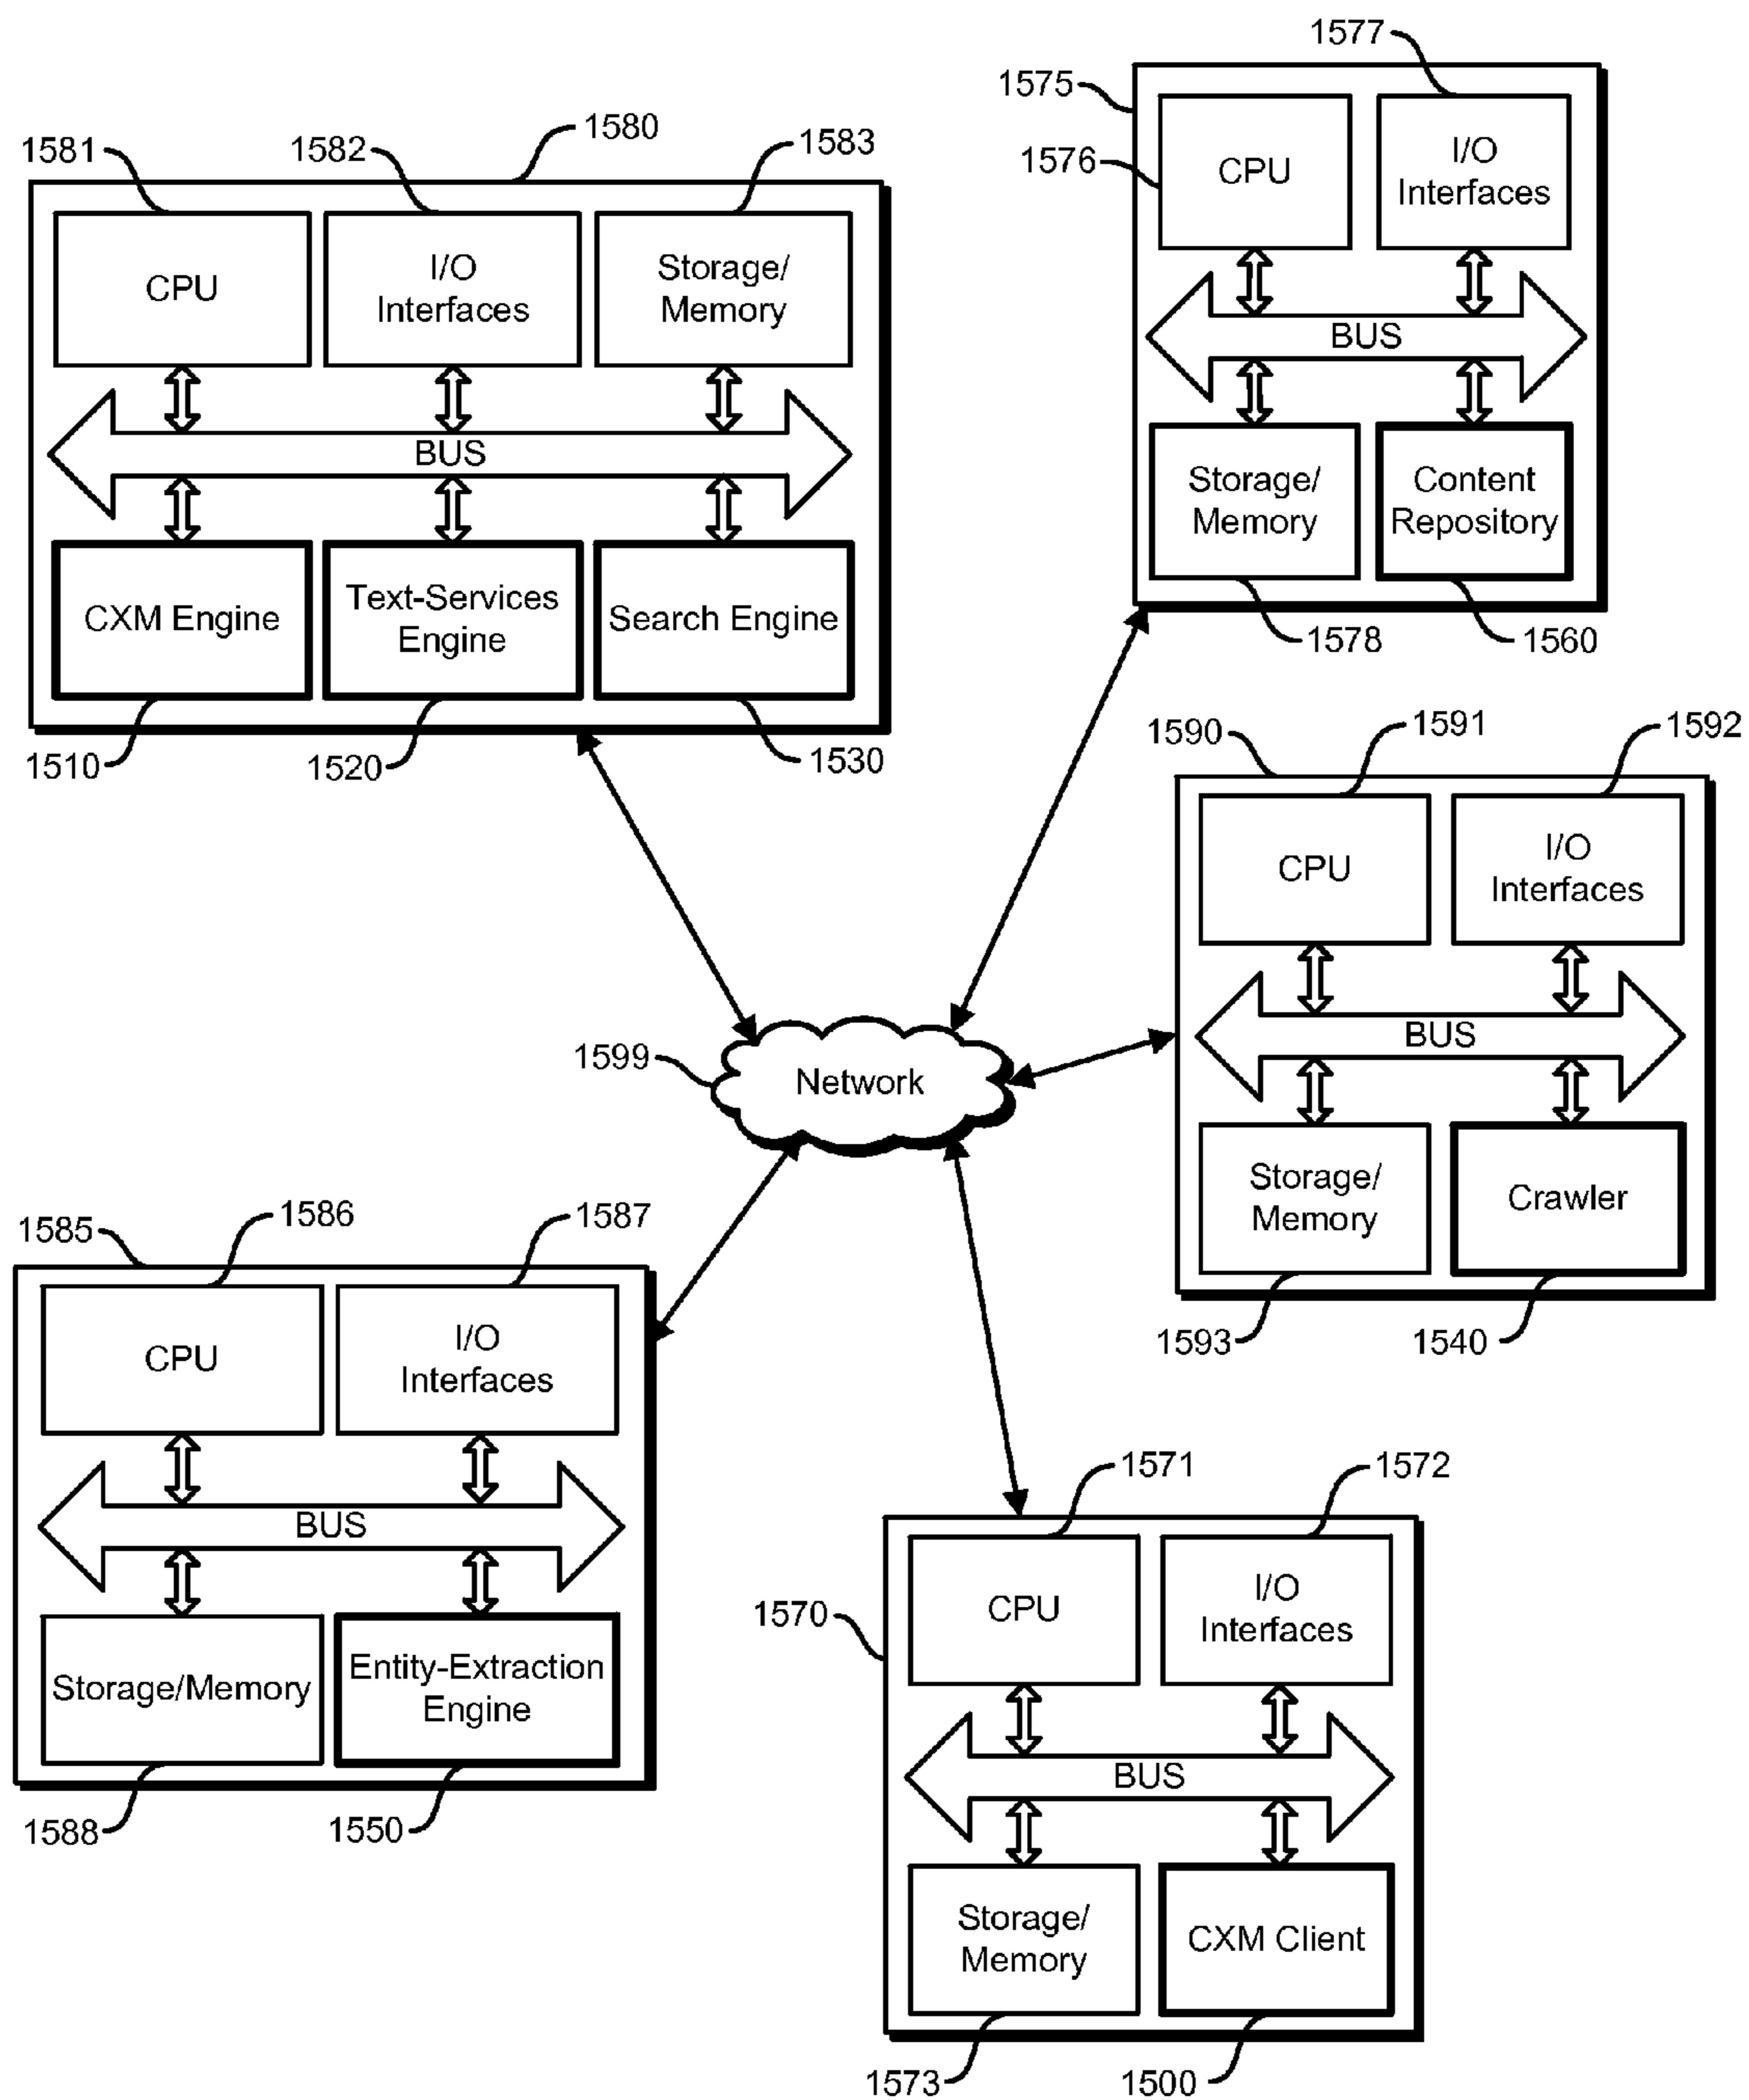 1580
1581
1582
1583
CPU
I/O
Interfaces
Storage/
Memory
BUS
CXM Engine
Text-Services
Engine
Search Engine
1510
1520
1530
1577
1575
1576
CPU
I/O
Interfaces
BUS
Storage/
Memory
Content
Repository
1578
1560
1590
1591
1592
CPU
I/O
Interfaces
BUS
Storage/
Memory
Crawler
1593
1540
1599
Network
1585
1586
1587
CPU
I/O
Interfaces
BUS
Storage/Memory
Entity-Extraction
Engine
1588
1550
1571
1572
1570
CPU
I/O
Interfaces
BUS
Storage/
Memory
CXM Client
1573
1500